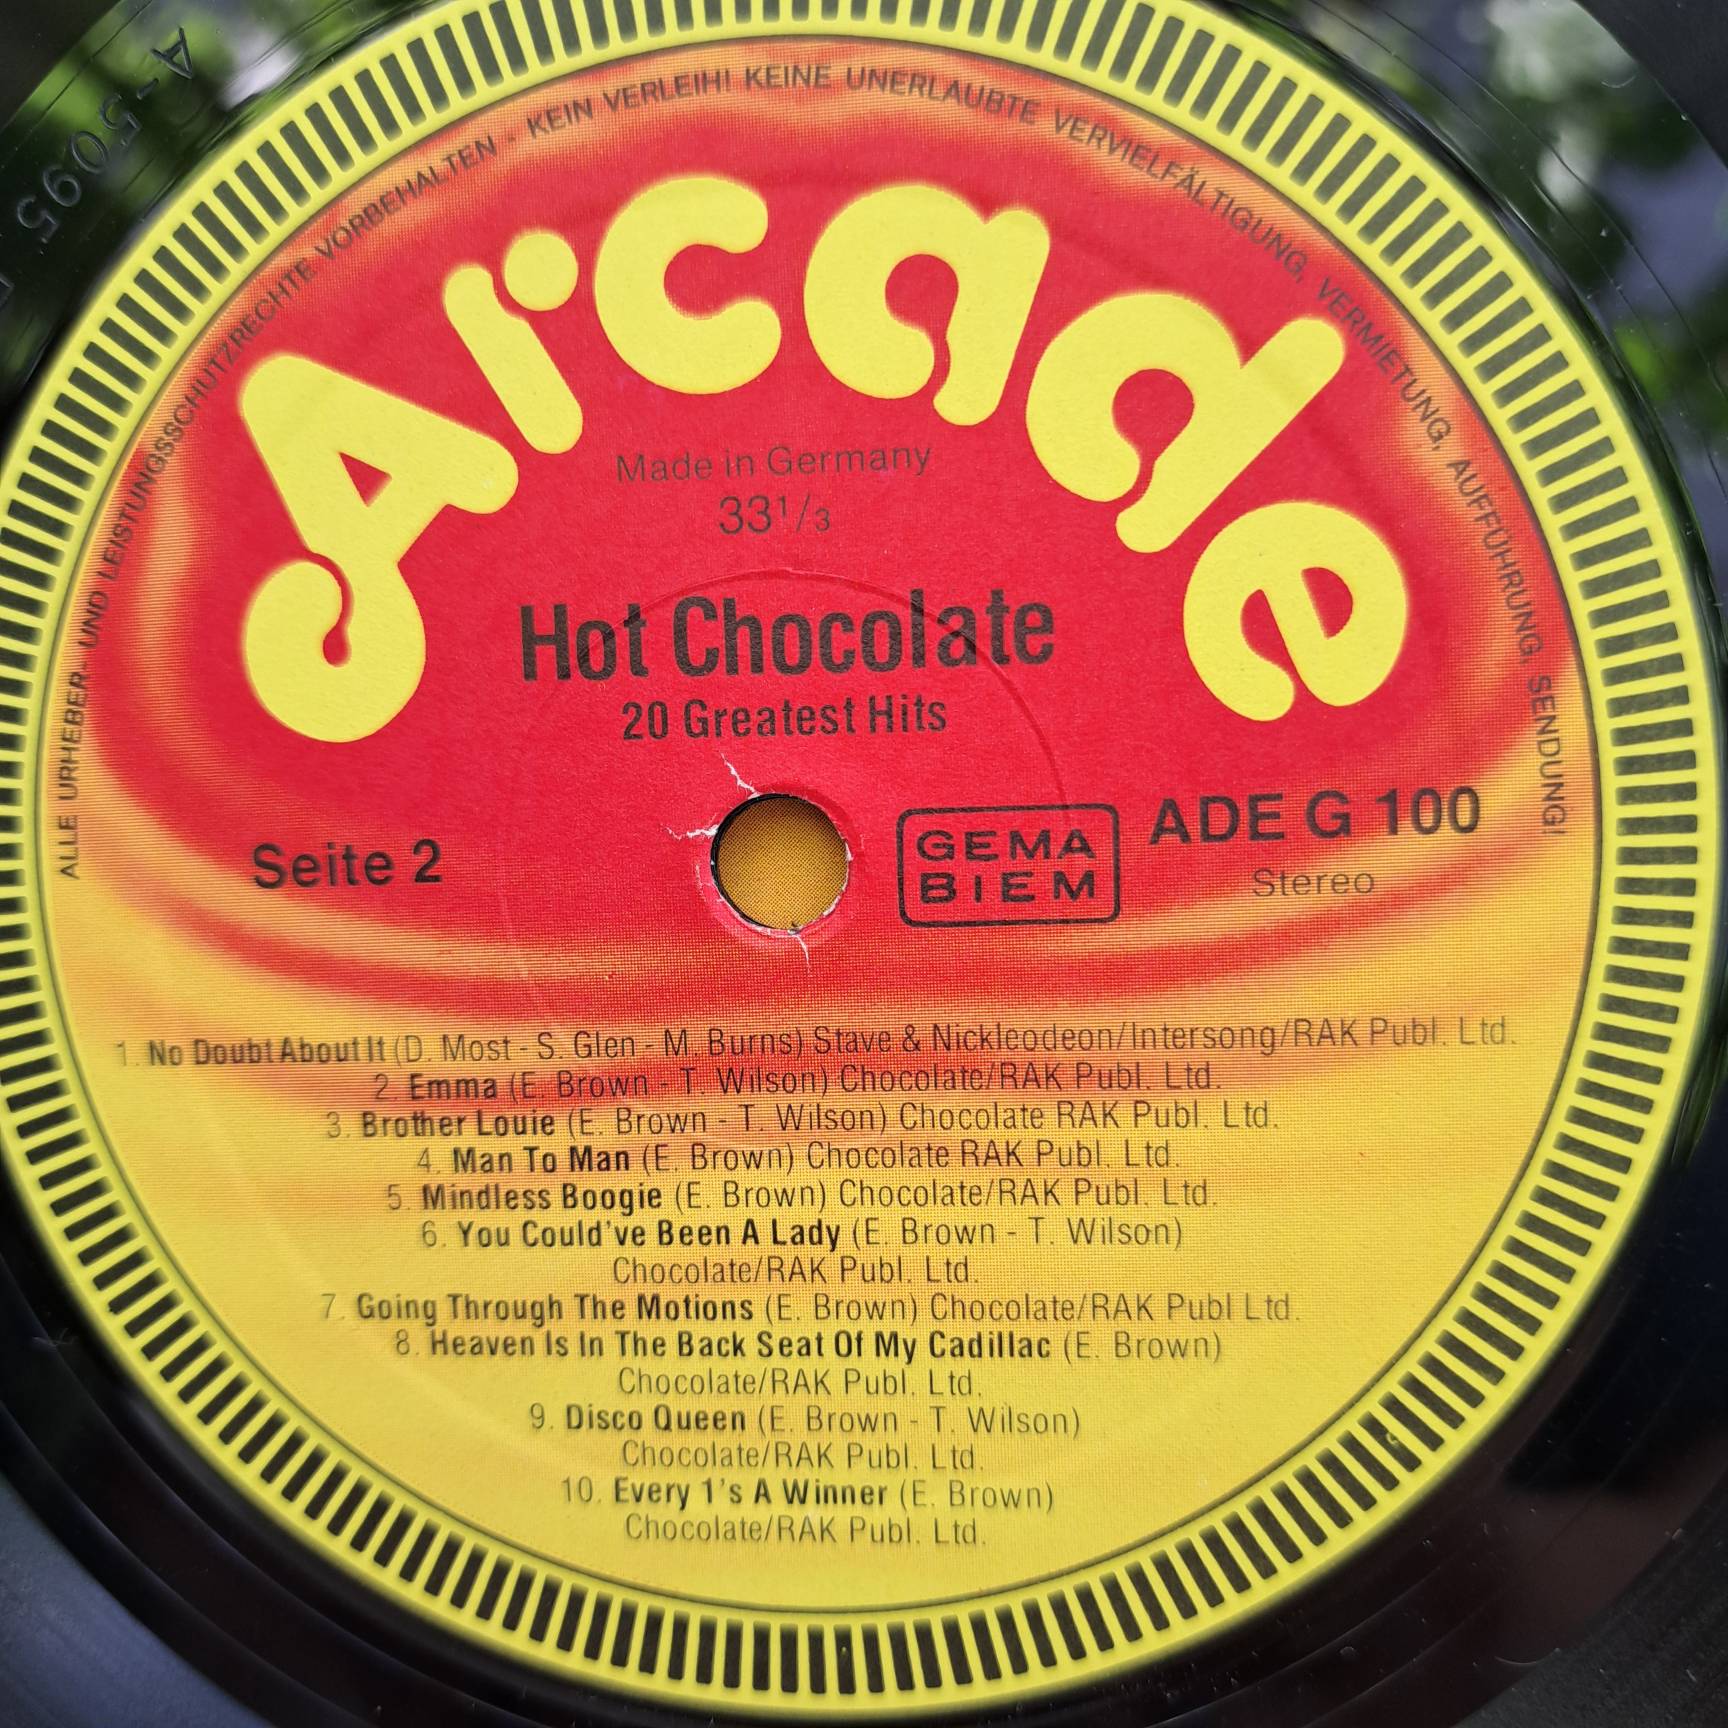 A-5095
ALLE URHEBER- UND LEISTUNGSSCHUTZRECHTE VORBEHALTEN - KEIN VERLEIH! KEINE UNERLAUBTE VERVIELFÄLTIGUNG, VERMIETUNG, AUFFÜHRUNG, SENDUNG!
Arcade
Made in Germany
33 1/3
Hot Chocolate
20 Greatest Hits
Seite 2
GEMA
BIEM
ADE G 100
Stereo
1. No Doubt About It (D. Most - S. Glen - M. Burns) Stave & Nickleodeon/Intersong/RAK Publ. Ltd.
2. Emma (E. Brown - T. Wilson) Chocolate/RAK Publ. Ltd.
3. Brother Louie (E. Brown - T. Wilson) Chocolate RAK Publ. Ltd.
4. Man To Man (E. Brown) Chocolate RAK Publ. Ltd.
5. Mindless Boogie (E. Brown) Chocolate/RAK Publ. Ltd.
6. You Could've Been A Lady (E. Brown - T. Wilson)
Chocolate/RAK Publ. Ltd.
7. Going Through The Motions (E. Brown) Chocolate/RAK Publ Ltd.
8. Heaven Is In The Back Seat Of My Cadillac (E. Brown)
Chocolate/RAK Publ. Ltd.
9. Disco Queen (E. Brown - T. Wilson)
Chocolate/RAK Publ. Ltd.
10. Every 1's A Winner (E. Brown)
Chocolate/RAK Publ. Ltd.